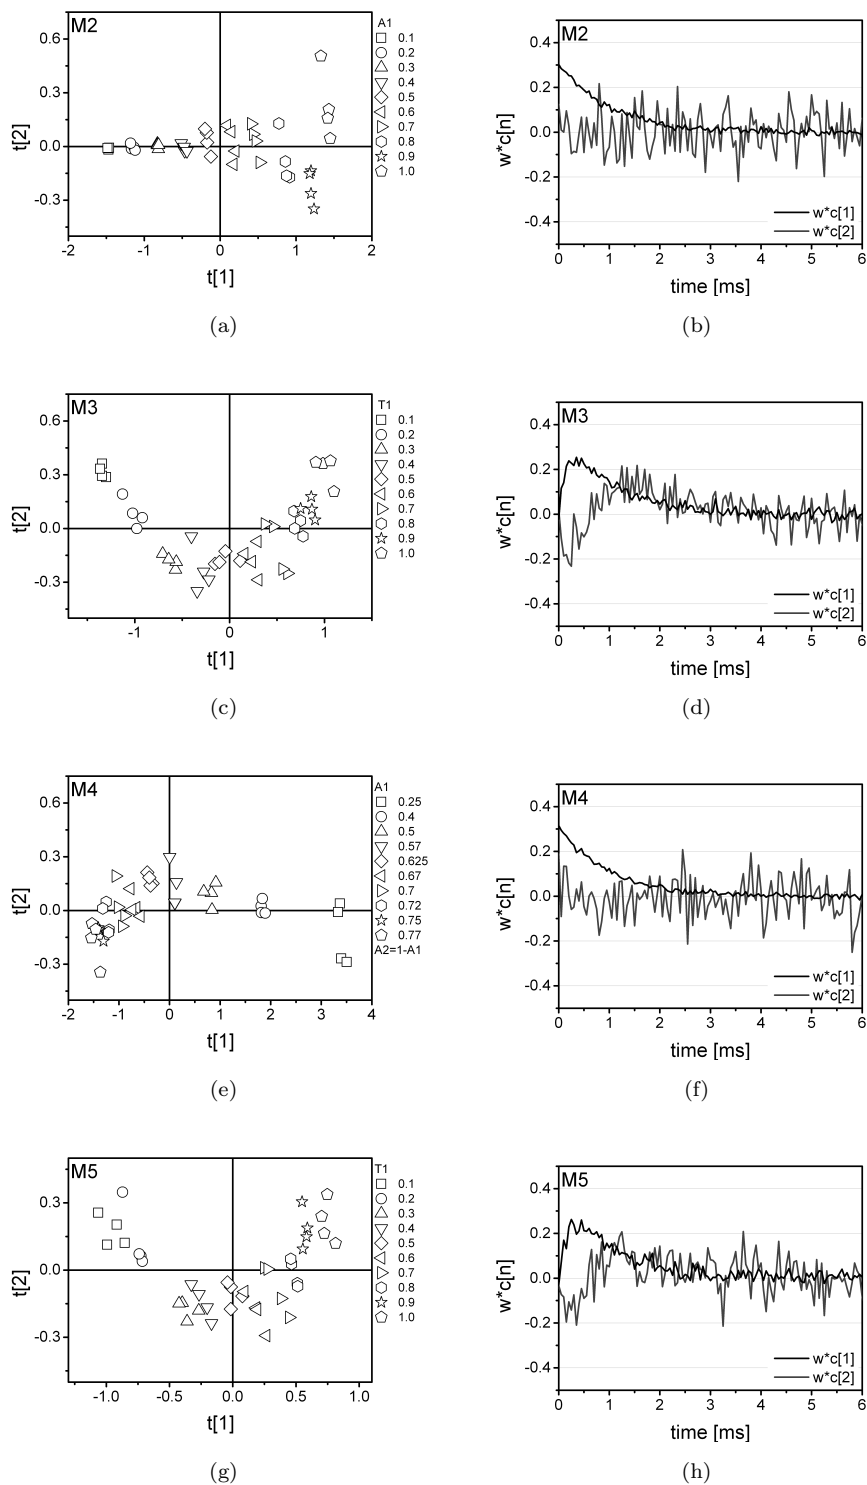 M2
t[2]
0.6
0.3
0.0
-0.3
-2
-1
0
1
2
t[1]
A1
0.1
0.2
0.3
0.4
0.5
0.6
0.7
0.8
0.9
1.0
(a)
M2
w*c[n]
0.4
0.2
0.0
-0.2
-0.4
w*c[1]
w*c[2]
0
1
2
3
4
5
6
time [ms]
(b)
M3
t[2]
0.6
0.3
0.0
-0.3
-1
0
1
t[1]
T1
0.1
0.2
0.3
0.4
0.5
0.6
0.7
0.8
0.9
1.0
(c)
M3
w*c[n]
0.4
0.2
0.0
-0.2
-0.4
w*c[1]
w*c[2]
0
1
2
3
4
5
6
time [ms]
(d)
M4
t[2]
0.6
0.3
0.0
-0.3
-2
-1
0
1
2
3
4
t[1]
A1
0.25
0.4
0.5
0.57
0.625
0.67
0.7
0.72
0.75
0.77
A2=1-A1
(e)
M4
w*c[n]
0.4
0.2
0.0
-0.2
-0.4
w*c[1]
w*c[2]
0
1
2
3
4
5
6
time [ms]
(f)
M5
t[2]
0.3
0.0
-0.3
-1.0
-0.5
0.0
0.5
1.0
t[1]
T1
0.1
0.2
0.3
0.4
0.5
0.6
0.7
0.8
0.9
1.0
(g)
M5
w*c[n]
0.4
0.2
0.0
-0.2
-0.4
w*c[1]
w*c[2]
0
1
2
3
4
5
6
time [ms]
(h)